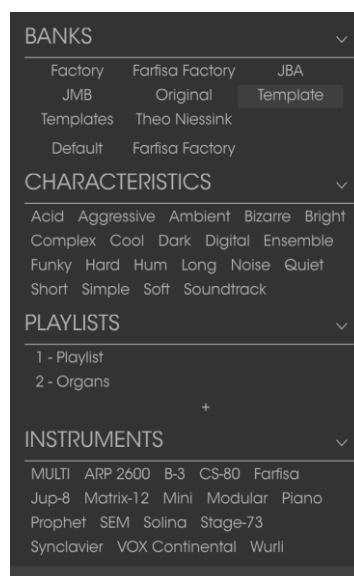 BANKS
Factory Farfisa Factory JBA
JMB Original Template
Templates Theo Niessink
Default Farfisa Factory
CHARACTERISTICS
Acid Aggressive Ambient Bizarre Bright
Complex Cool Dark Digital Ensemble
Funky Hard Hum Long Noise Quiet
Short Simple Soft Soundtrack
PLAYLISTS
1 - Playlist
2 - Organs
+
INSTRUMENTS
MULTI ARP 2600 B-3 CS-80 Farfisa
Jup-8 Matrix-12 Mini Modular Piano
Prophet SEM Solina Stage-73
Synclavier VOX Continental Wurli